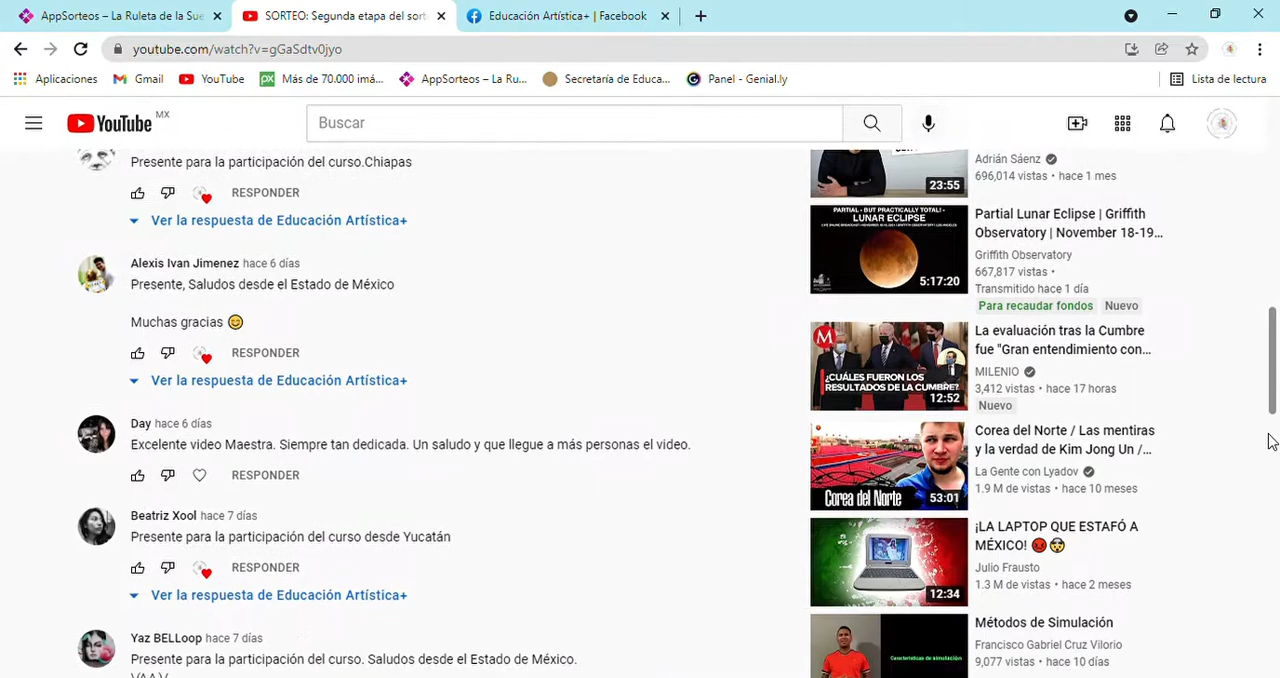 AppSorteos – La Ruleta de la Sue
SORTEO: Segunda etapa del sort
Educación Artística+ | Facebook
youtube.com/watch?v=gGaSdtv0jyo
Aplicaciones
Gmail
YouTube
Más de 70.000 imá...
AppSorteos – La Ru...
Secretaría de Educa...
Panel - Genial.ly
Lista de lectura
YouTube MX
Buscar
Presente para la participación del curso.Chiapas
RESPONDER
Ver la respuesta de Educación Artística+
Alexis Ivan Jimenez hace 6 días
Presente, Saludos desde el Estado de México
Muchas gracias 😊
RESPONDER
Ver la respuesta de Educación Artística+
Day hace 6 días
Excelente video Maestra. Siempre tan dedicada. Un saludo y que llegue a más personas el video.
RESPONDER
Beatriz Xool hace 7 días
Presente para la participación del curso desde Yucatán
RESPONDER
Ver la respuesta de Educación Artística+
Yaz BELLoop hace 7 días
Presente para la participación del curso. Saludos desde el Estado de México.
23:55
Adrián Sáenz
696,014 vistas • hace 1 mes
PARTIAL - BUT PRACTICALLY TOTAL! -
LUNAR ECLIPSE
5:17:20
Partial Lunar Eclipse | Griffith
Observatory | November 18-19...
Griffith Observatory
667,817 vistas •
Transmitido hace 1 día
Para recaudar fondos Nuevo
M
¿CUÁLES FUERON LOS
RESULTADOS DE LA CUMBRE?
12:52
La evaluación tras la Cumbre
fue "Gran entendimiento con...
MILENIO
3,412 vistas • hace 17 horas
Nuevo
Corea del Norte
53:01
Corea del Norte / Las mentiras
y la verdad de Kim Jong Un /...
La Gente con Lyadov
1.9 M de vistas • hace 10 meses
12:34
¡LA LAPTOP QUE ESTAFÓ A
MÉXICO! 😡🤯
Julio Frausto
1.3 M de vistas • hace 2 meses
Características de simulación
Métodos de Simulación
Francisco Gabriel Cruz Vilorio
9,077 vistas • hace 10 días